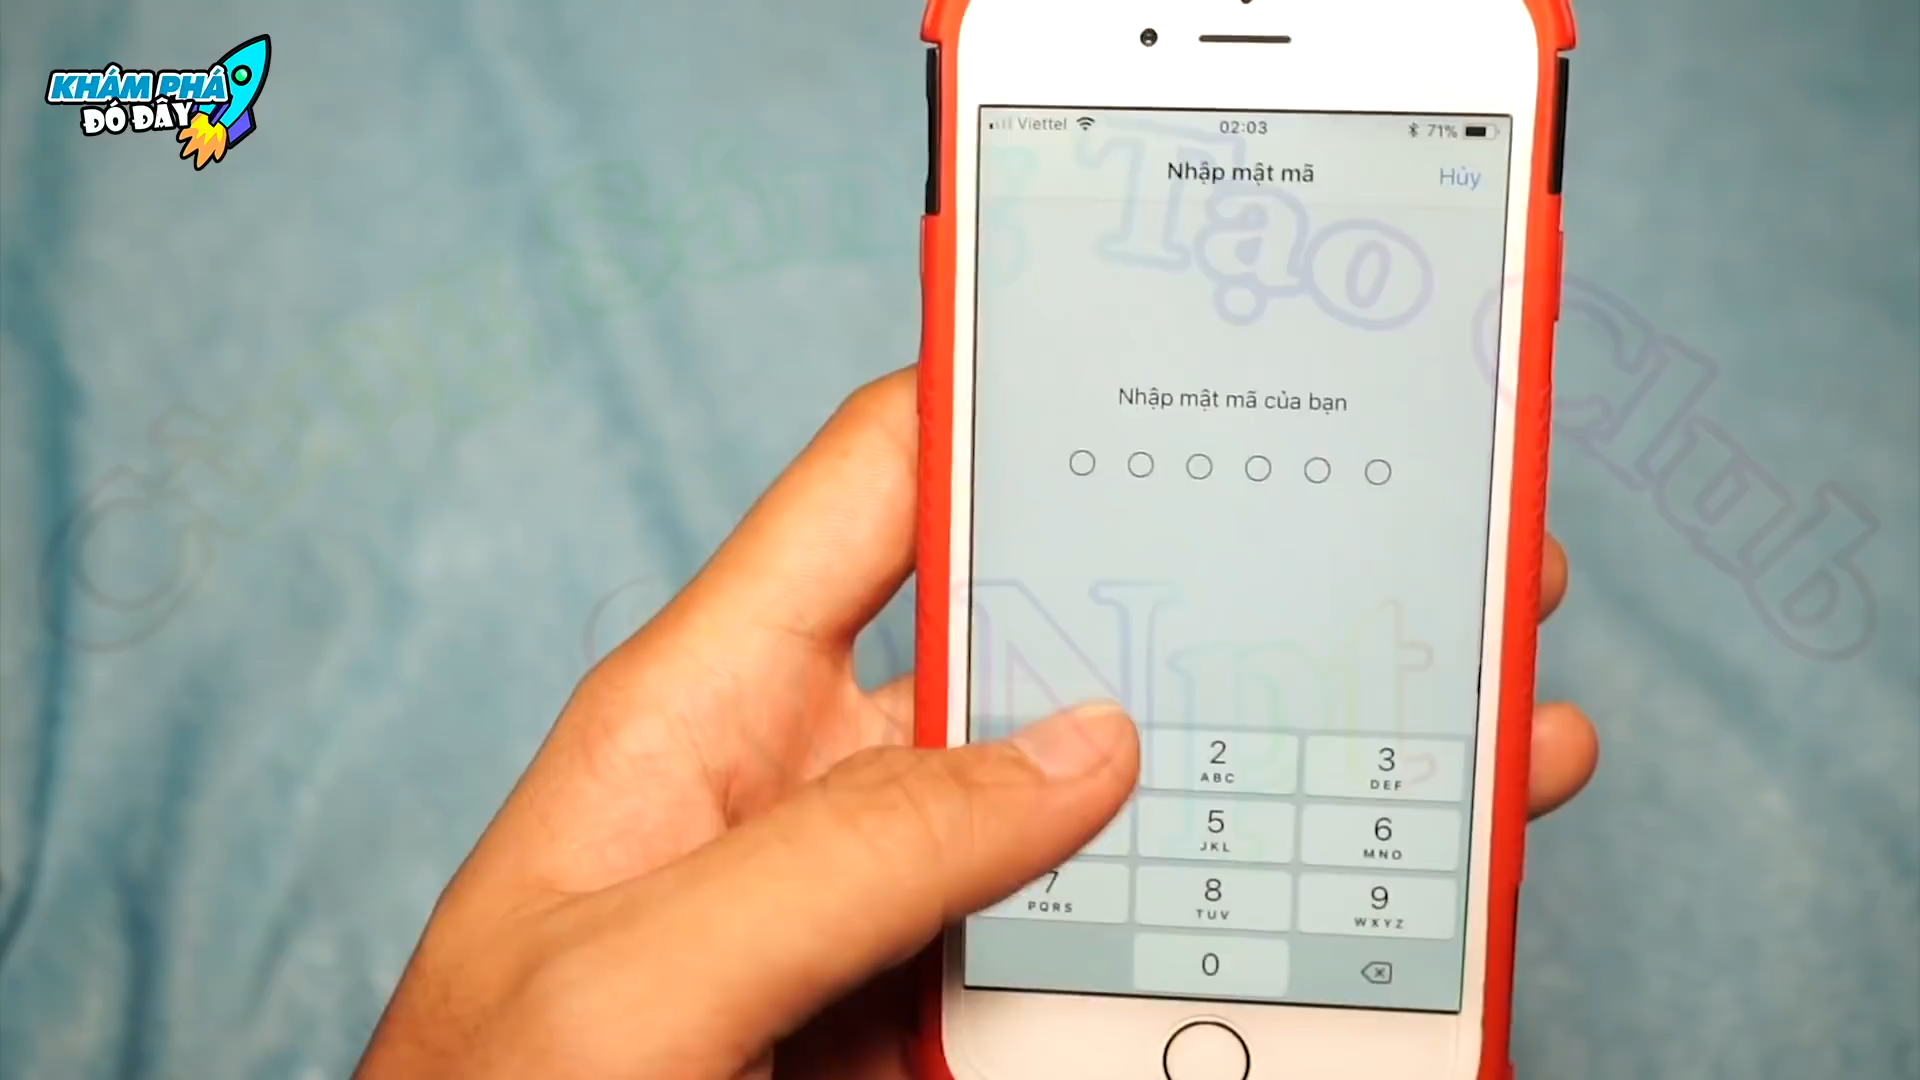 KHÁM PHÁ
ĐÓ ĐÂY
Viettel
02:03
71%
Nhập mật mã
Hủy
Nhập mật mã của bạn
2
ABC
3
DEF
5
JKL
6
MNO
7
PQRS
8
TUV
9
WXYZ
0
Tạo Club
Npt